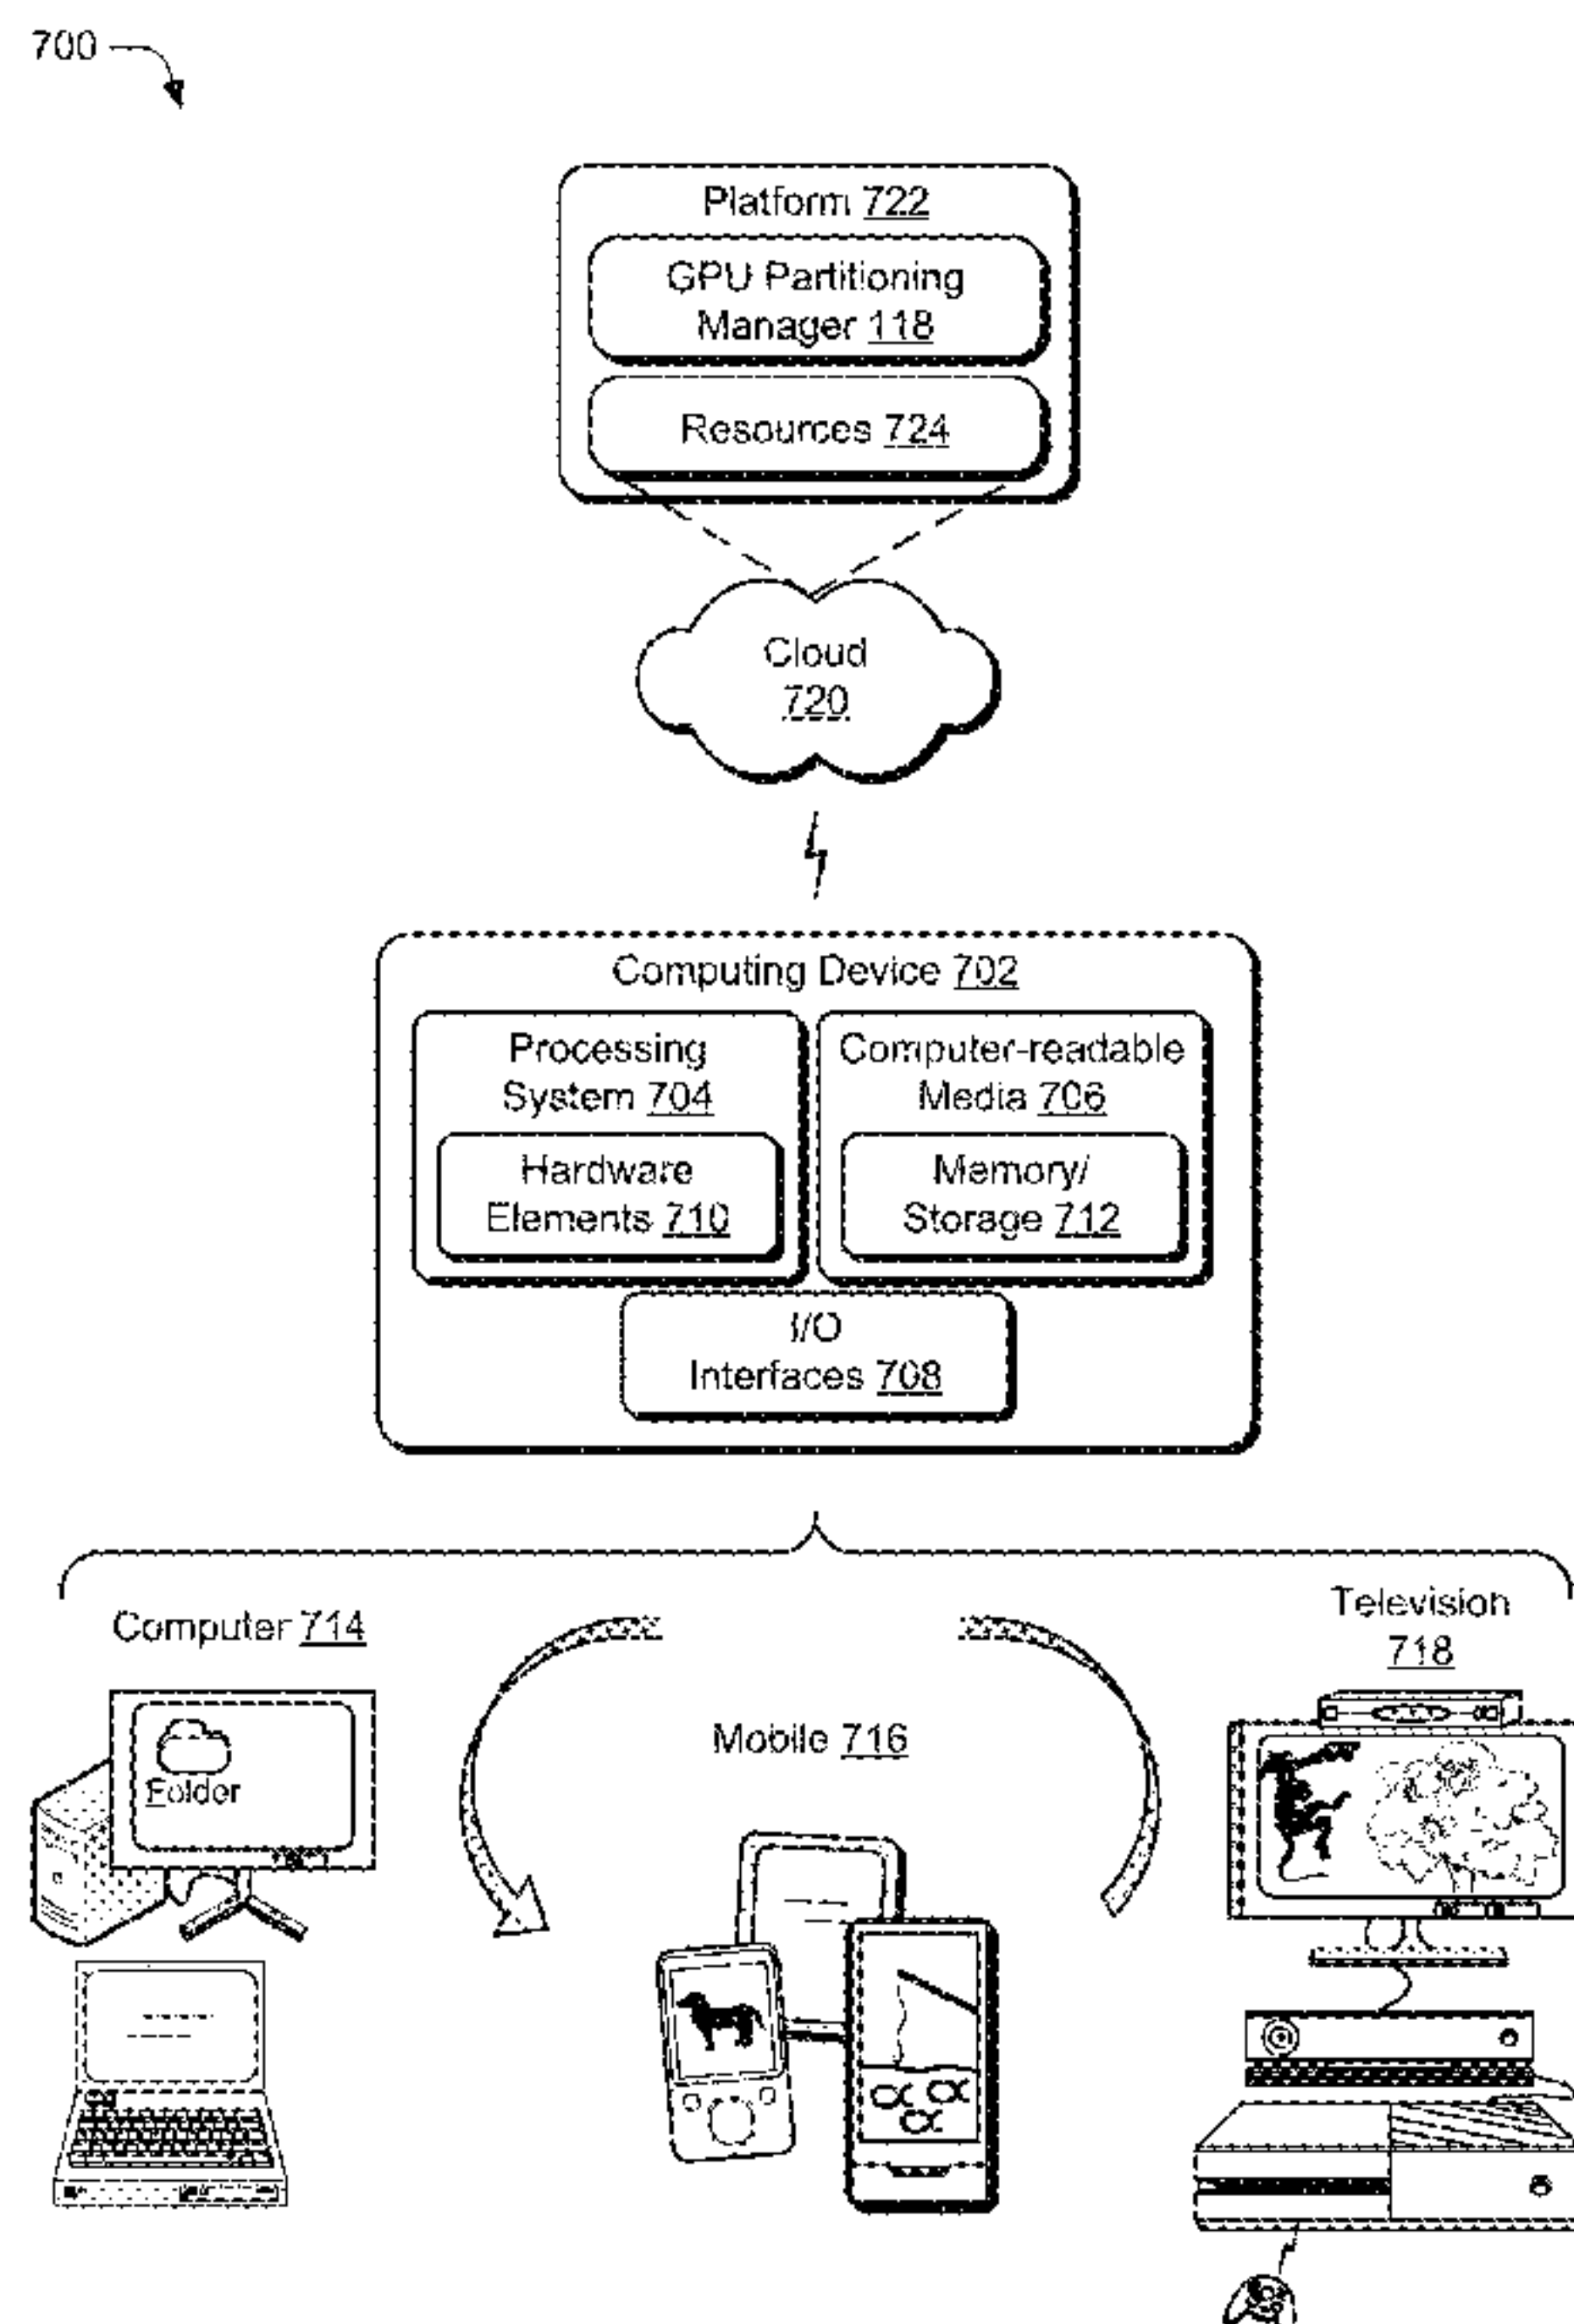 700
Platform 722
GPU Partitioning
Manager 118
Resources 724
Cloud
720
Computing Device 702
Processing
System 704
Hardware
Elements 710
Computer-readable
Media 706
Memory/
Storage 712
I/O
Interfaces 708
Computer 714
Folder
Mobile 716
Television
718